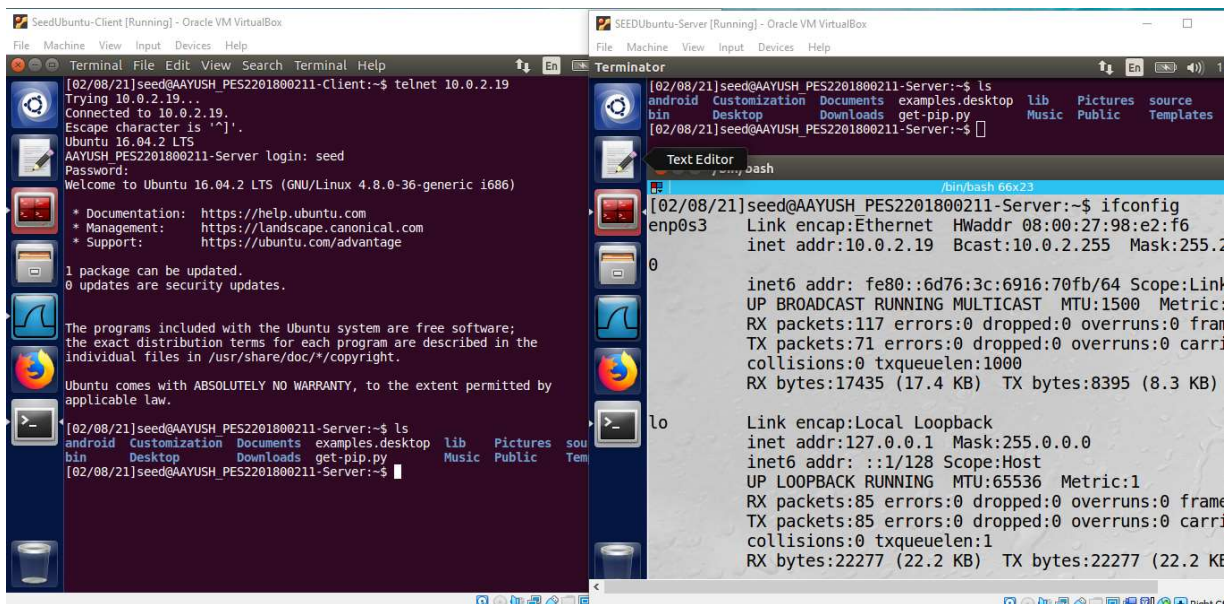 SeedUbuntu-Client [Running] - Oracle VM VirtualBox
File Machine View Input Devices Help
Terminal File Edit View Search Terminal Help En
[02/08/21]seed@AAYUSH_PES2201800211-Client:~$ telnet 10.0.2.19
Trying 10.0.2.19...
Connected to 10.0.2.19.
Escape character is '^]'.
Ubuntu 16.04.2 LTS
AAYUSH_PES2201800211-Server login: seed
Password:
Welcome to Ubuntu 16.04.2 LTS (GNU/Linux 4.8.0-36-generic i686)
* Documentation: https://help.ubuntu.com
* Management: https://landscape.canonical.com
* Support: https://ubuntu.com/advantage
1 package can be updated.
0 updates are security updates.
The programs included with the Ubuntu system are free software;
the exact distribution terms for each program are described in the
individual files in /usr/share/doc/*/copyright.
Ubuntu comes with ABSOLUTELY NO WARRANTY, to the extent permitted by
applicable law.
[02/08/21]seed@AAYUSH_PES2201800211-Server:~$ ls
android Customization Documents examples.desktop lib Pictures sou
bin Desktop Downloads get-pip.py Music Public Tem
[02/08/21]seed@AAYUSH_PES2201800211-Server:~$
SEEDUbuntu-Server [Running] - Oracle VM VirtualBox
File Machine View Input Devices Help
Terminator En 1
[02/08/21]seed@AAYUSH_PES2201800211-Server:~$ ls
android Customization Documents examples.desktop lib Pictures source
bin Desktop Downloads get-pip.py Music Public Templates
[02/08/21]seed@AAYUSH_PES2201800211-Server:~$
Text Editor
/bin/bash
/bin/bash 66x23
[02/08/21]seed@AAYUSH_PES2201800211-Server:~$ ifconfig
enp0s3 Link encap:Ethernet HWaddr 08:00:27:98:e2:f6
inet addr:10.0.2.19 Bcast:10.0.2.255 Mask:255.2
0
inet6 addr: fe80::6d76:3c:6916:70fb/64 Scope:Link
UP BROADCAST RUNNING MULTICAST MTU:1500 Metric:
RX packets:117 errors:0 dropped:0 overruns:0 fram
TX packets:71 errors:0 dropped:0 overruns:0 carri
collisions:0 txqueuelen:1000
RX bytes:17435 (17.4 KB) TX bytes:8395 (8.3 KB)
lo Link encap:Local Loopback
inet addr:127.0.0.1 Mask:255.0.0.0
inet6 addr: ::1/128 Scope:Host
UP LOOPBACK RUNNING MTU:65536 Metric:1
RX packets:85 errors:0 dropped:0 overruns:0 frame
TX packets:85 errors:0 dropped:0 overruns:0 carri
collisions:0 txqueuelen:1
RX bytes:22277 (22.2 KB) TX bytes:22277 (22.2 KB